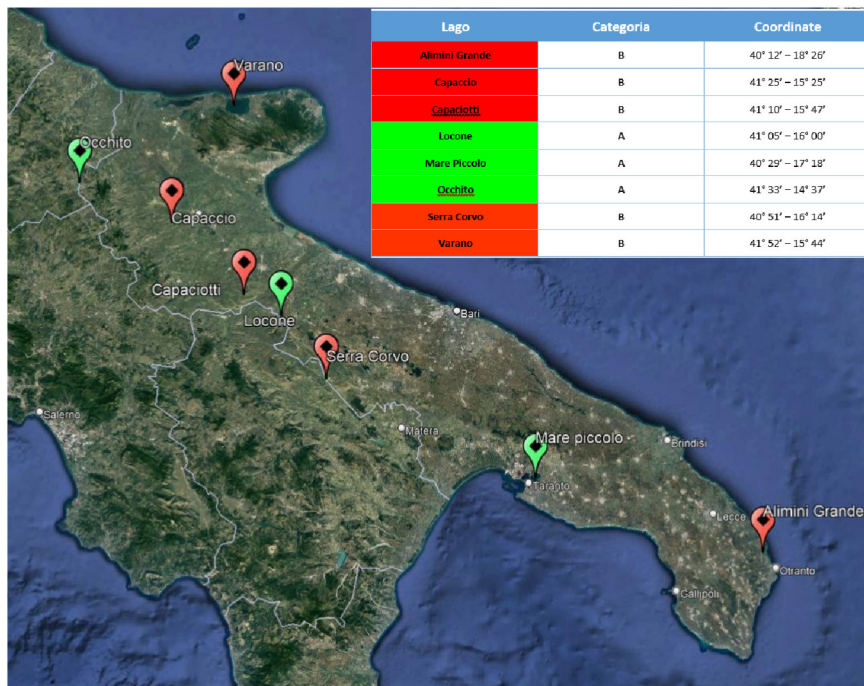 Lago Categoria Coordinate
Alimini Grande B 40° 12’ – 18° 26’
Capaccio B 41° 25’ – 15° 25’
Capaciotti B 41° 10’ – 15° 47’
Locone A 41° 05’ – 16° 00’
Mare Piccolo A 40° 29’ – 17° 18’
Occhito A 41° 33’ – 14° 37’
Serra Corvo B 40° 51’ – 16° 14’
Varano B 41° 52’ – 15° 44’
Varano
Occhito
Capaccio
Capaciotti
Locone
Bari
Serra Corvo
Salerno
Matera
Mare piccolo
Brindisi
Taranto
Lecce
Alimini Grande
Otranto
Gallipoli